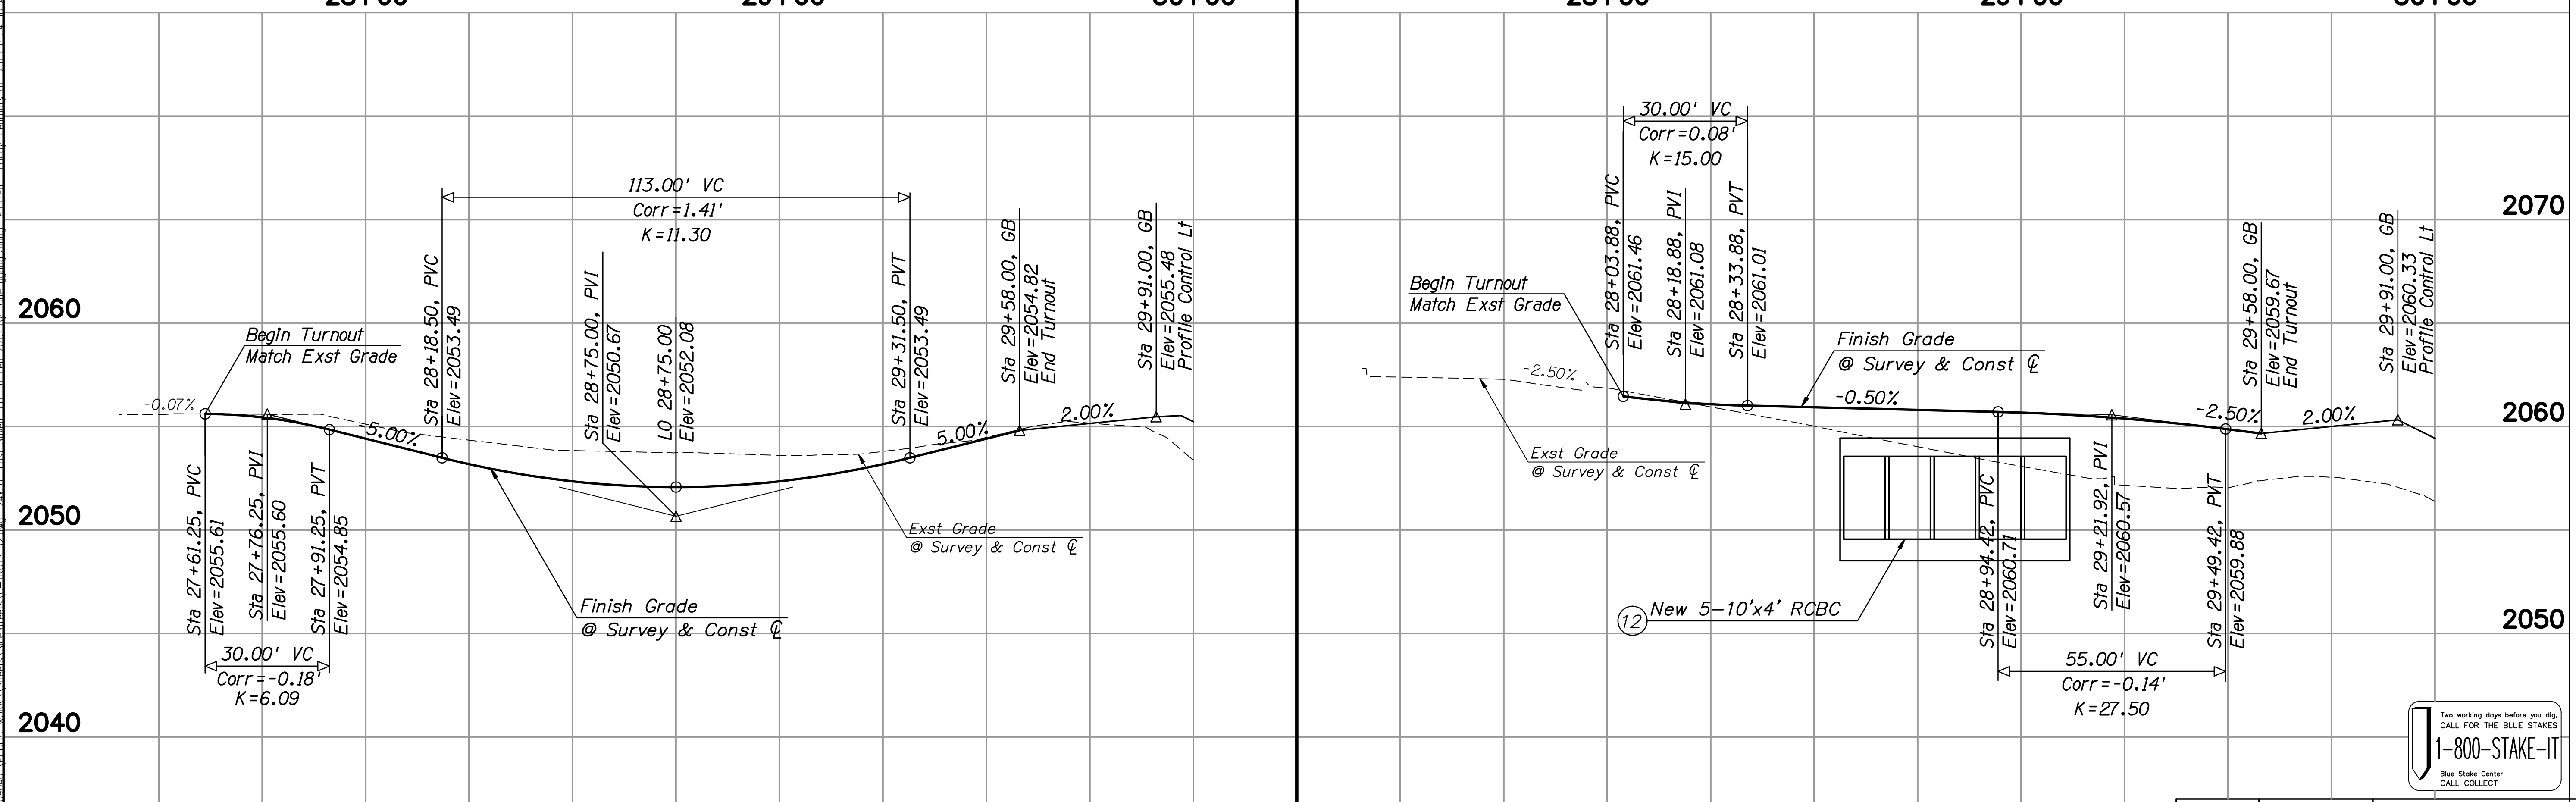 2060
2050
2040
Begin Turnout
Match Exst Grade
-0.07%
Sta 27+61.25, PVC
Elev=2055.61
Sta 27+76.25, PVI
Elev=2055.60
Sta 27+91.25, PVT
Elev=2054.85
30.00' VC
Corr=-0.18'
K=6.09
-5.00%
Sta 28+18.50, PVC
Elev=2053.49
113.00' VC
Corr=1.41'
K=11.30
Sta 28+75.00, PVI
Elev=2050.67
LO 28+75.00
Elev=2052.08
Sta 29+31.50, PVT
Elev=2053.49
5.00%
Sta 29+58.00, GB
Elev=2054.82
End Turnout
2.00%
Sta 29+91.00, GB
Elev=2055.48
Profile Control Lt
Exst Grade
@ Survey & Const ℄
Finish Grade
@ Survey & Const ℄
Begin Turnout
Match Exst Grade
-2.50%
30.00' VC
Corr=0.08'
K=15.00
Sta 28+03.88, PVC
Elev=2061.46
Sta 28+18.88, PVI
Elev=2061.08
Sta 28+33.88, PVT
Elev=2061.01
Finish Grade
@ Survey & Const ℄
-0.50%
Exst Grade
@ Survey & Const ℄
12
New 5-10'x4' RCBC
Sta 28+94.42, PVC
Elev=2060.71
Sta 29+21.92, PVI
Elev=2060.57
Sta 29+49.42, PVT
Elev=2059.88
55.00' VC
Corr=-0.14'
K=27.50
-2.50%
2.00%
Sta 29+58.00, GB
Elev=2059.67
End Turnout
Sta 29+91.00, GB
Elev=2060.33
Profile Control Lt
2070
2060
2050
Two working days before you dig,
CALL FOR THE BLUE STAKES
1-800-STAKE-IT
Blue Stake Center
CALL COLLECT